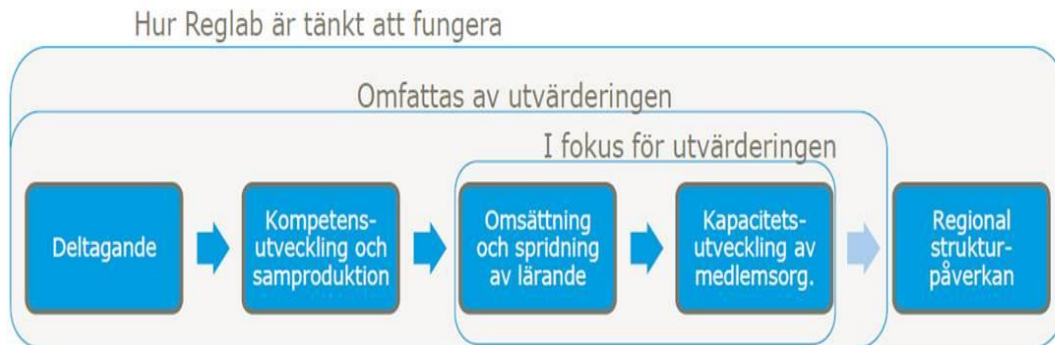 Hur Reglab är tänkt att fungera
Omfattas av utvärderingen
I fokus för utvärderingen
Deltagande
Kompetens-
utveckling och
samproduktion
Omsättning
och spridning
av lärande
Kapacitets-
utveckling av
medlemsorg.
Regional
struktur-
påverkan